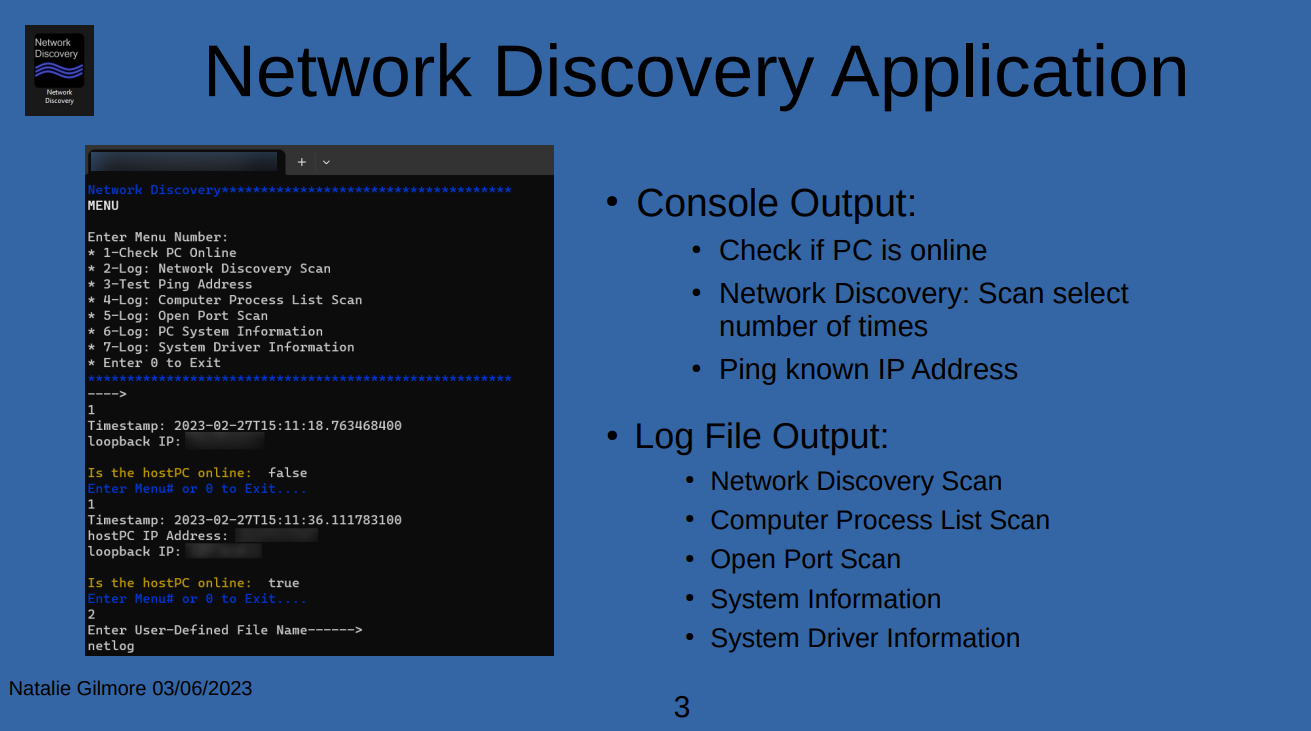 Network
Discovery
Network
Discovery
Network Discovery Application
Network Discovery*************************************
MENU
Enter Menu Number:
* 1-Check PC Online
* 2-Log: Network Discovery Scan
* 3-Test Ping Address
* 4-Log: Computer Process List Scan
* 5-Log: Open Port Scan
* 6-Log: PC System Information
* 7-Log: System Driver Information
* Enter 0 to Exit
******************************************************
---->
1
Timestamp: 2023-02-27T15:11:18.763468400
loopback IP:
Is the hostPC online:  false
Enter Menu# or 0 to Exit....
1
Timestamp: 2023-02-27T15:11:36.111783100
hostPC IP Address:
loopback IP:
Is the hostPC online:  true
Enter Menu# or 0 to Exit....
2
Enter User-Defined File Name------>
netlog
• Console Output:
• Check if PC is online
• Network Discovery: Scan select
number of times
• Ping known IP Address
• Log File Output:
• Network Discovery Scan
• Computer Process List Scan
• Open Port Scan
• System Information
• System Driver Information
Natalie Gilmore 03/06/2023
3